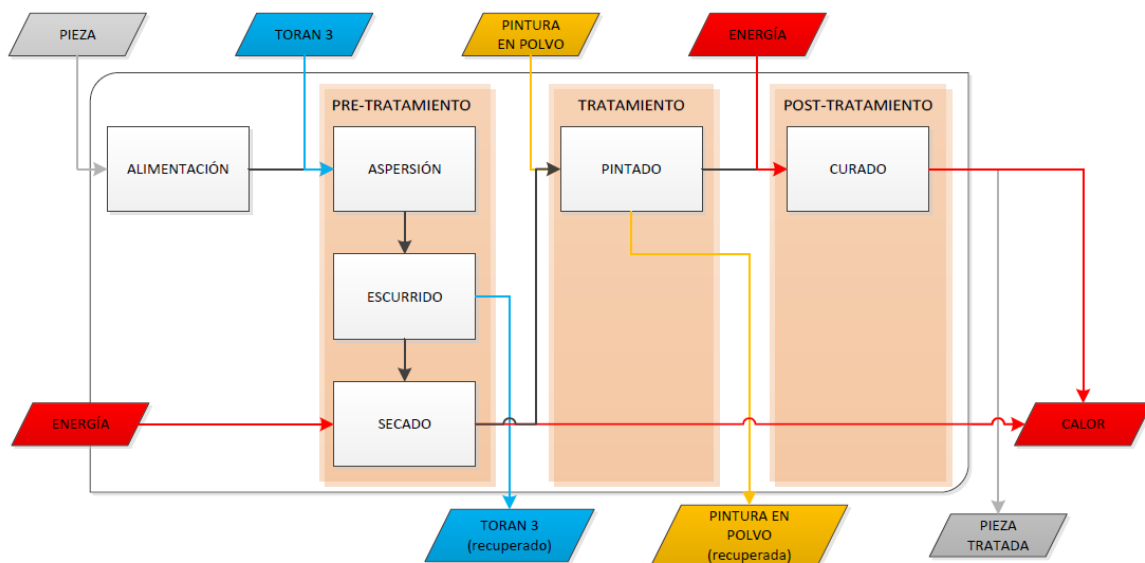 PIEZA
TORAN 3
PINTURA
EN POLVO
ENERGÍA
PRE-TRATAMIENTO
TRATAMIENTO
POST-TRATAMIENTO
ALIMENTACIÓN
ASPERSIÓN
PINTADO
CURADO
ESCURRIDO
ENERGÍA
SECADO
CALOR
TORAN 3
(recuperado)
PINTURA EN
POLVO
(recuperada)
PIEZA
TRATADA